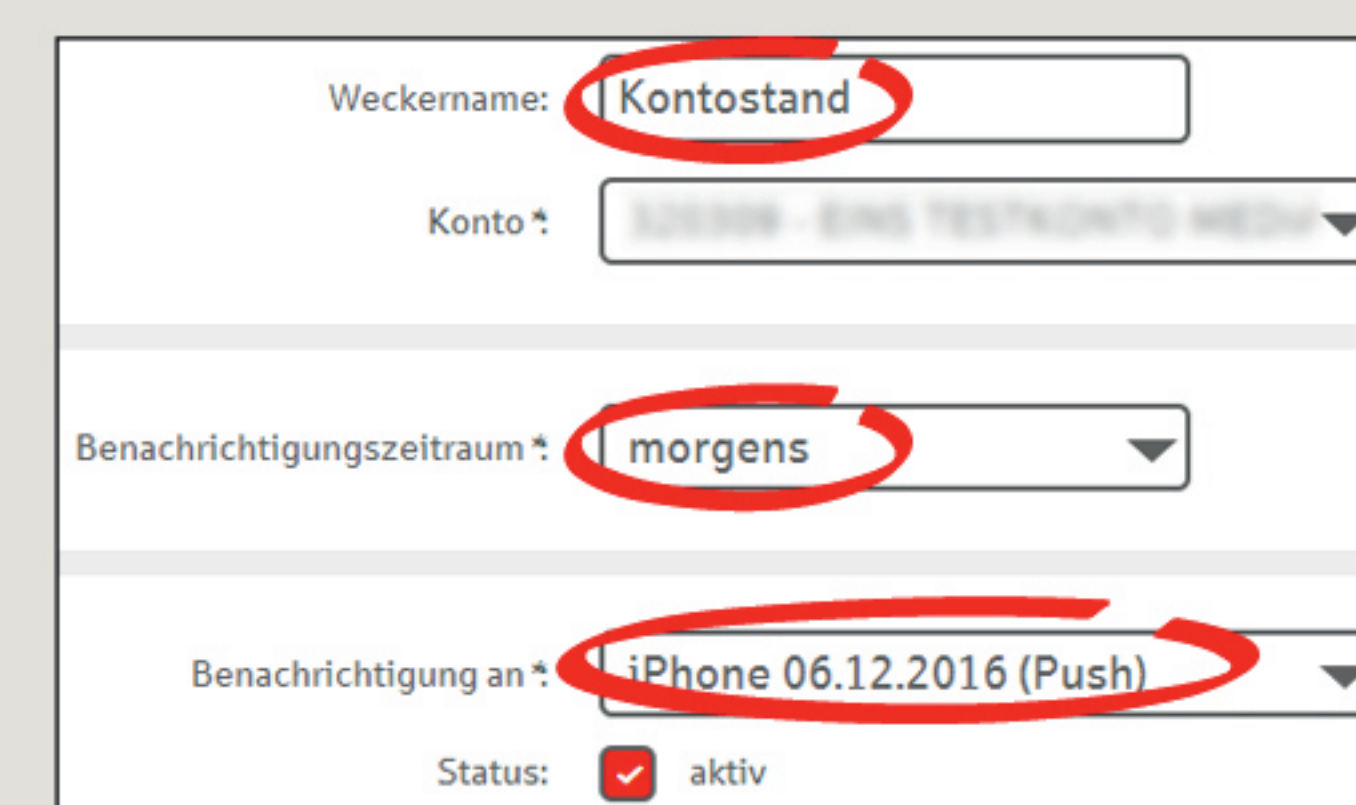 Weckername: Kontostand
Konto *:
Benachrichtigungszeitraum *: morgens
Benachrichtigung an *: iPhone 06.12.2016 (Push)
Status: aktiv